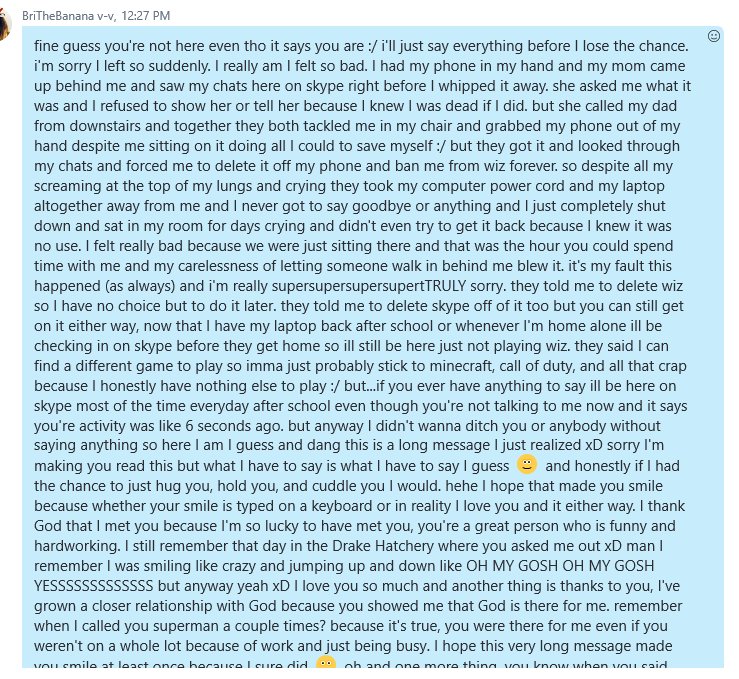 BriTheBanana v-v, 12:27 PM
fine guess you're not here even tho it says you are :/ i'll just say everything before I lose the chance.
i'm sorry I left so suddenly. I really am I felt so bad. I had my phone in my hand and my mom came
up behind me and saw my chats here on skype right before I whipped it away. she asked me what it
was and I refused to show her or tell her because I knew I was dead if I did. but she called my dad
from downstairs and together they both tackled me in my chair and grabbed my phone out of my
hand despite me sitting on it doing all I could to save myself :/ but they got it and looked through
my chats and forced me to delete it off my phone and ban me from wiz forever. so despite all my
screaming at the top of my lungs and crying they took my computer power cord and my laptop
altogether away from me and I never got to say goodbye or anything and I just completely shut
down and sat in my room for days crying and didn't even try to get it back because I knew it was
no use. I felt really bad because we were just sitting there and that was the hour you could spend
time with me and my carelessness of letting someone walk in behind me blew it. it's my fault this
happened (as always) and i'm really supersupersupersupertTRULY sorry. they told me to delete wiz
so I have no choice but to do it later. they told me to delete skype off of it too but you can still get
on it either way, now that I have my laptop back after school or whenever I'm home alone ill be
checking in on skype before they get home so ill still be here just not playing wiz. they said I can
find a different game to play so imma just probably stick to minecraft, call of duty, and all that crap
because I honestly have nothing else to play :/ but...if you ever have anything to say ill be here on
skype most of the time everyday after school even though you're not talking to me now and it says
you're activity was like 6 seconds ago. but anyway I didn't wanna ditch you or anybody without
saying anything so here I am I guess and dang this is a long message I just realized xD sorry I'm
making you read this but what I have to say is what I have to say I guess 🙂 and honestly if I had
the chance to just hug you, hold you, and cuddle you I would. hehe I hope that made you smile
because whether your smile is typed on a keyboard or in reality I love you and it either way. I thank
God that I met you because I'm so lucky to have met you, you're a great person who is funny and
hardworking. I still remember that day in the Drake Hatchery where you asked me out xD man I
remember I was smiling like crazy and jumping up and down like OH MY GOSH OH MY GOSH
YESSSSSSSSSSSSS but anyway yeah xD I love you so much and another thing is thanks to you, I've
grown a closer relationship with God because you showed me that God is there for me. remember
when I called you superman a couple times? because it's true, you were there for me even if you
weren't on a whole lot because of work and just being busy. I hope this very long message made
you smile at least once because I sure did 🙂 oh and one more thing, you know when you said